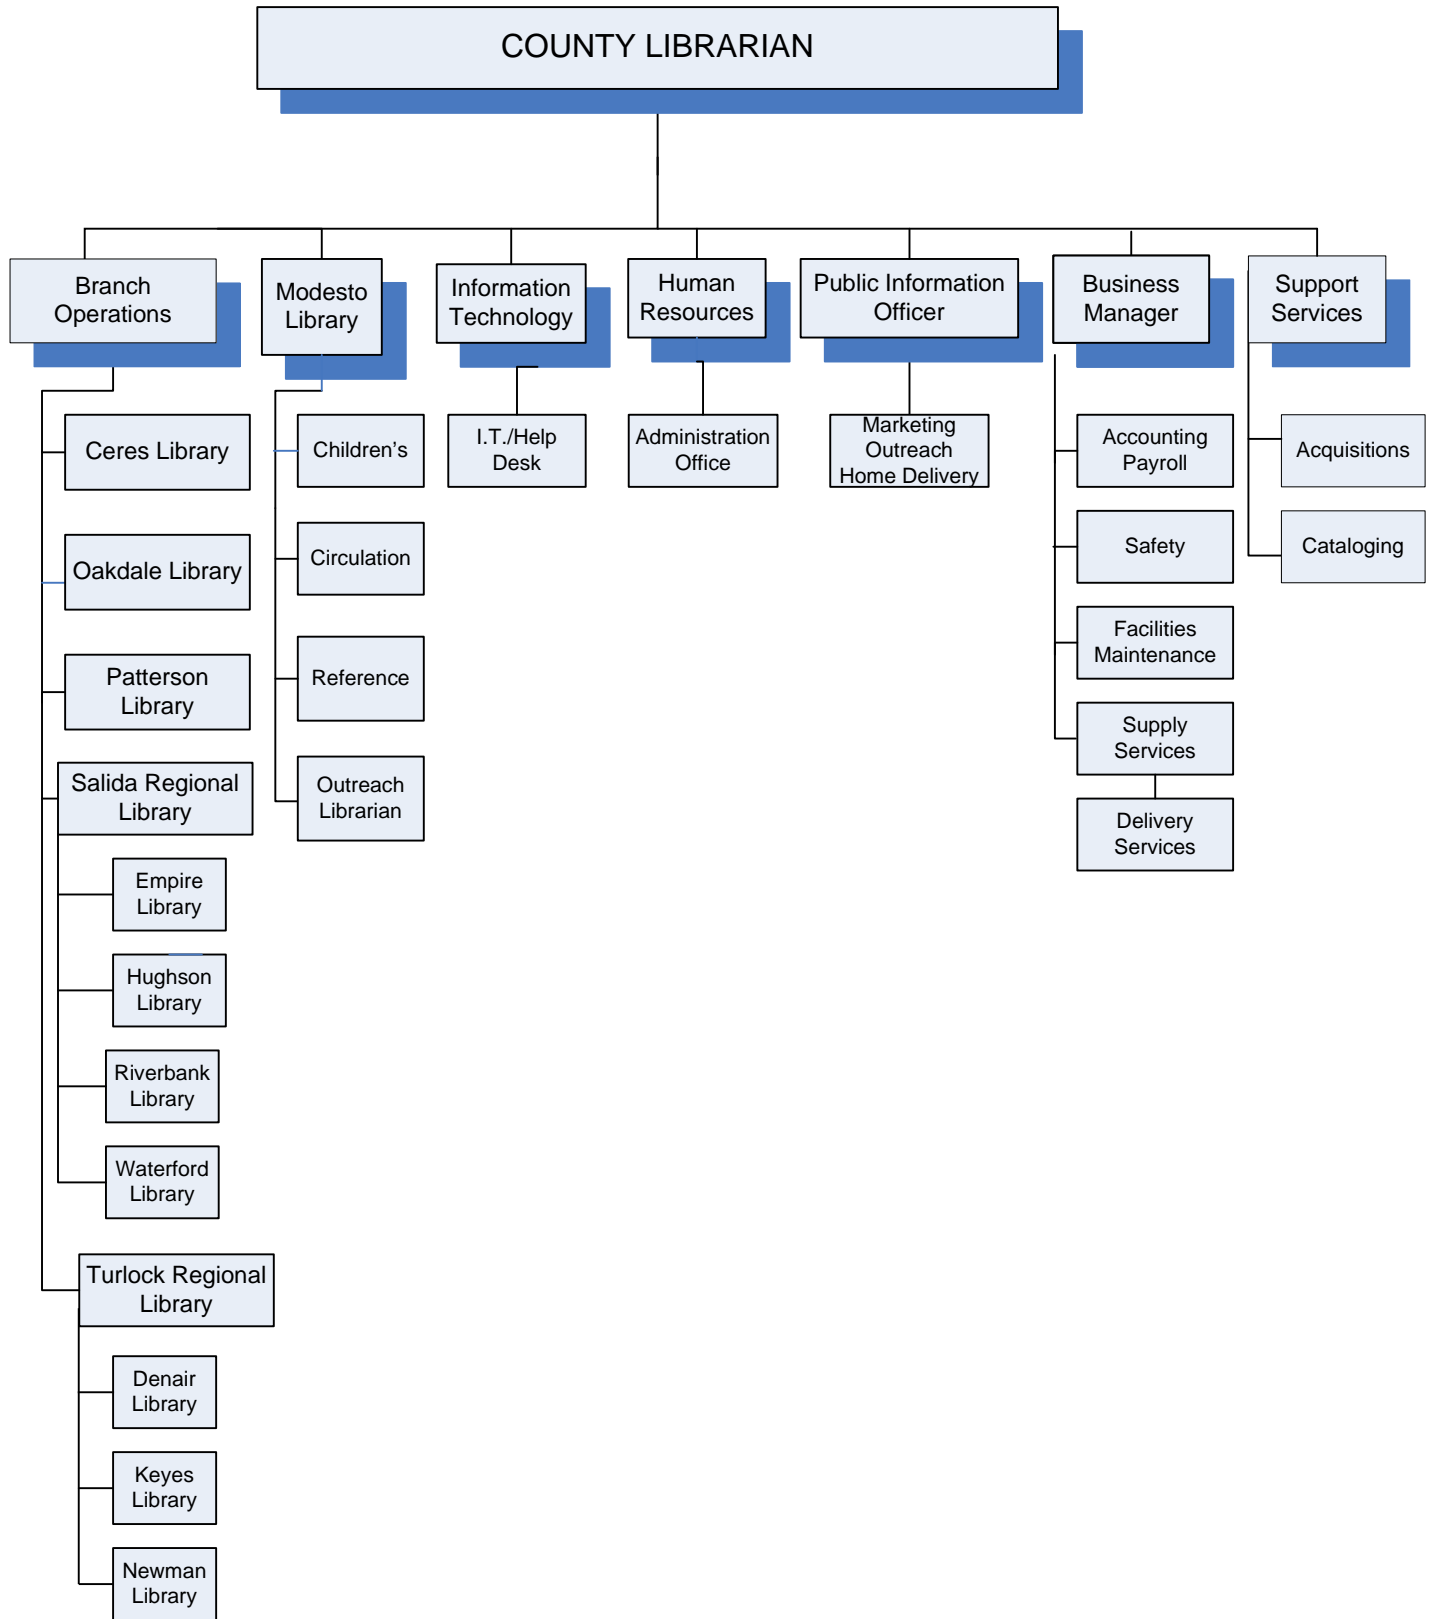 COUNTY LIBRARIAN
Branch
Operations
Modesto
Library
Information
Technology
Human
Resources
Public Information
Officer
Business
Manager
Support
Services
Ceres Library
Oakdale Library
Patterson
Library
Salida Regional
Library
Empire
Library
Hughson
Library
Riverbank
Library
Waterford
Library
Turlock Regional
Library
Denair
Library
Keyes
Library
Newman
Library
Children’s
Circulation
Reference
Outreach
Librarian
I.T./Help
Desk
Administration
Office
Marketing
Outreach
Home Delivery
Accounting
Payroll
Safety
Facilities
Maintenance
Supply
Services
Delivery
Services
Acquisitions
Cataloging